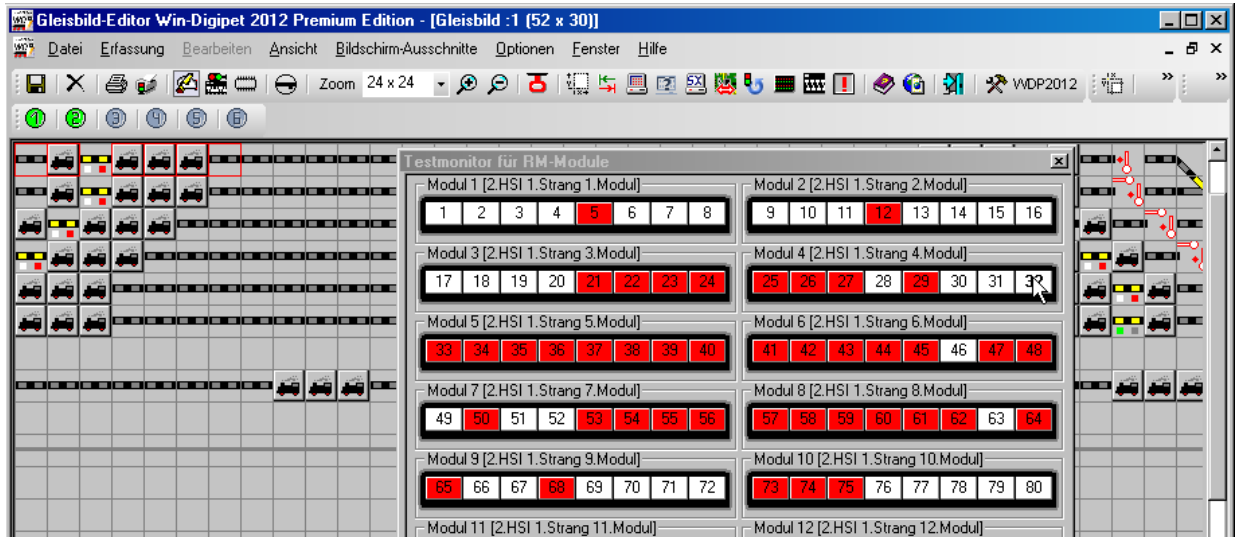 Gleisbild-Editor Win-Digipet 2012 Premium Edition - [Gleisbild :1 (52 x 30)]
Datei Erfassung Bearbeiten Ansicht Bildschirm-Ausschnitte Optionen Fenster Hilfe
Zoom 24 x 24 WDP2012
1 2 3 4 5 6
Testmonitor für RM-Module
Modul 1 [2.HSI 1.Strang 1.Modul] Modul 2 [2.HSI 1.Strang 2.Modul]
1 2 3 4 5 6 7 8 9 10 11 12 13 14 15 16
Modul 3 [2.HSI 1.Strang 3.Modul] Modul 4 [2.HSI 1.Strang 4.Modul]
17 18 19 20 21 22 23 24 25 26 27 28 29 30 31
Modul 5 [2.HSI 1.Strang 5.Modul] Modul 6 [2.HSI 1.Strang 6.Modul]
33 34 35 36 37 38 39 40 41 42 43 44 45 46 47 48
Modul 7 [2.HSI 1.Strang 7.Modul] Modul 8 [2.HSI 1.Strang 8.Modul]
49 50 51 52 53 54 55 56 57 58 59 60 61 62 63 64
Modul 9 [2.HSI 1.Strang 9.Modul] Modul 10 [2.HSI 1.Strang 10.Modul]
65 66 67 68 69 70 71 72 73 74 75 76 77 78 79 80
Modul 11 [2.HSI 1.Strang 11.Modul] Modul 12 [2.HSI 1.Strang 12.Modul]